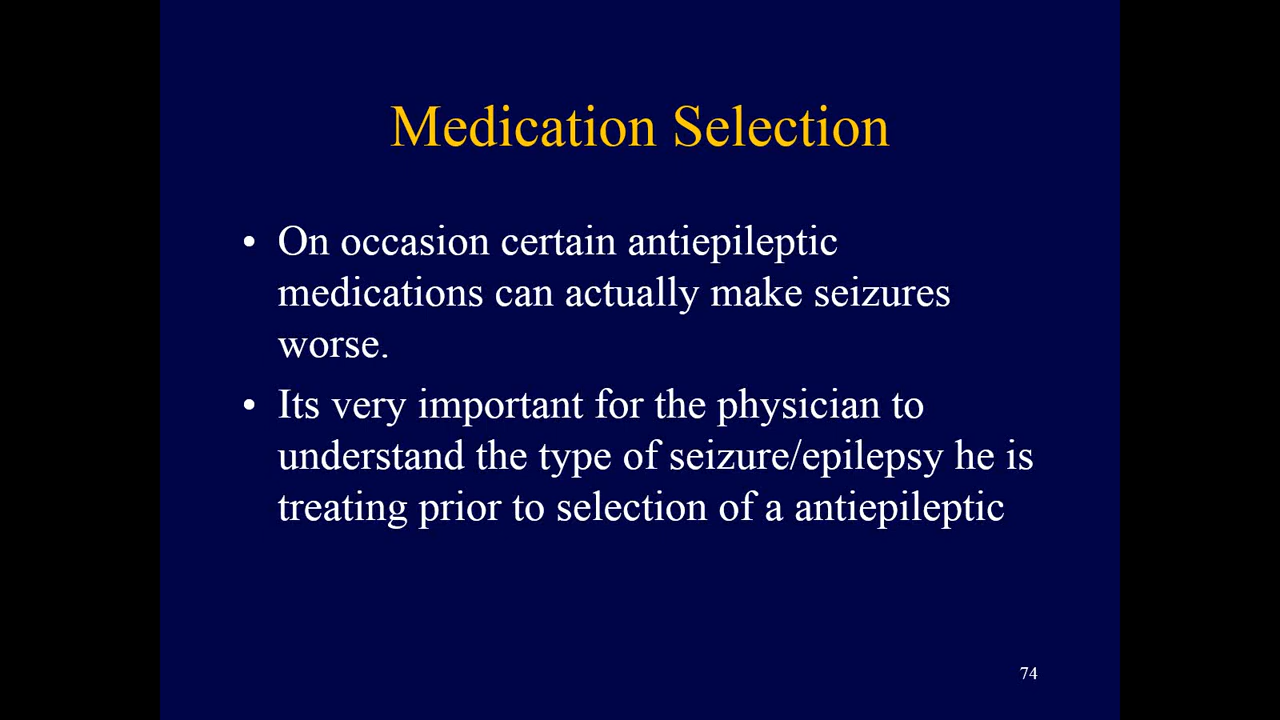 Medication Selection
• On occasion certain antiepileptic
medications can actually make seizures
worse.
• Its very important for the physician to
understand the type of seizure/epilepsy he is
treating prior to selection of a antiepileptic
74